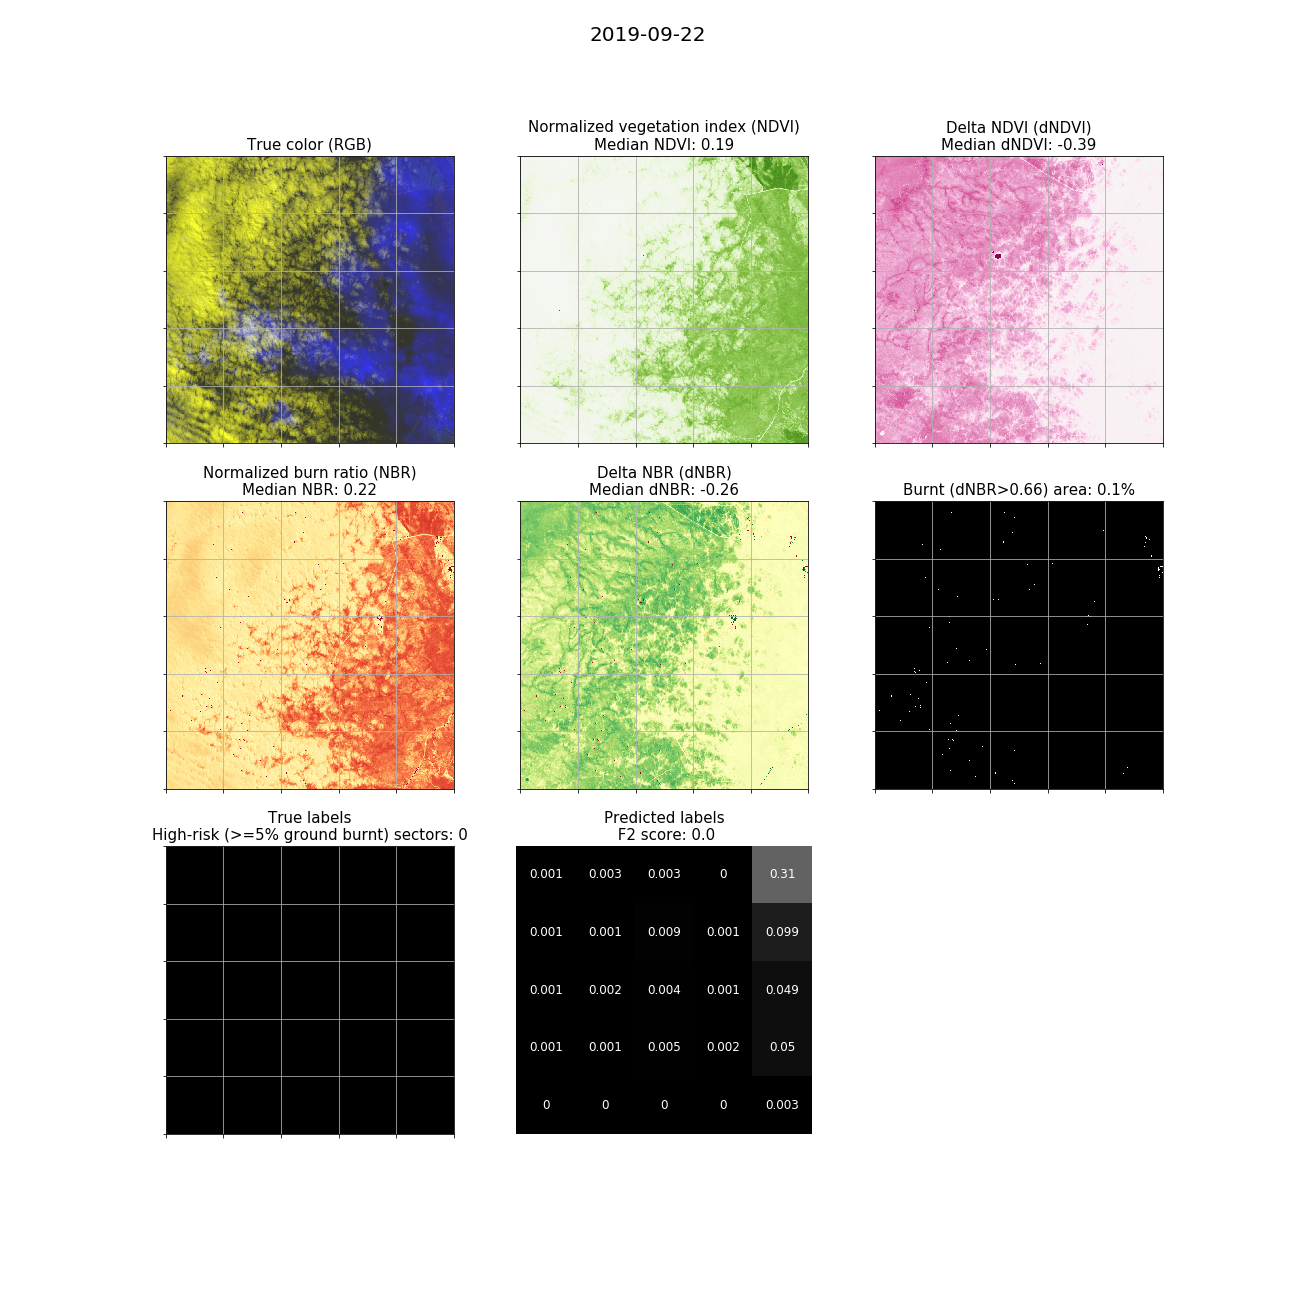 2019-09-22
True color (RGB)
Normalized vegetation index (NDVI)
Median NDVI: 0.19
Delta NDVI (dNDVI)
Median dNDVI: -0.39
Normalized burn ratio (NBR)
Median NBR: 0.22
Delta NBR (dNBR)
Median dNBR: -0.26
Burnt (dNBR>0.66) area: 0.1%
True labels
High-risk (>=5% ground burnt) sectors: 0
Predicted labels
F2 score: 0.0
0.001 0.003 0.003 0 0.31
0.001 0.001 0.009 0.001 0.099
0.001 0.002 0.004 0.001 0.049
0.001 0.001 0.005 0.002 0.05
0 0 0 0 0.003